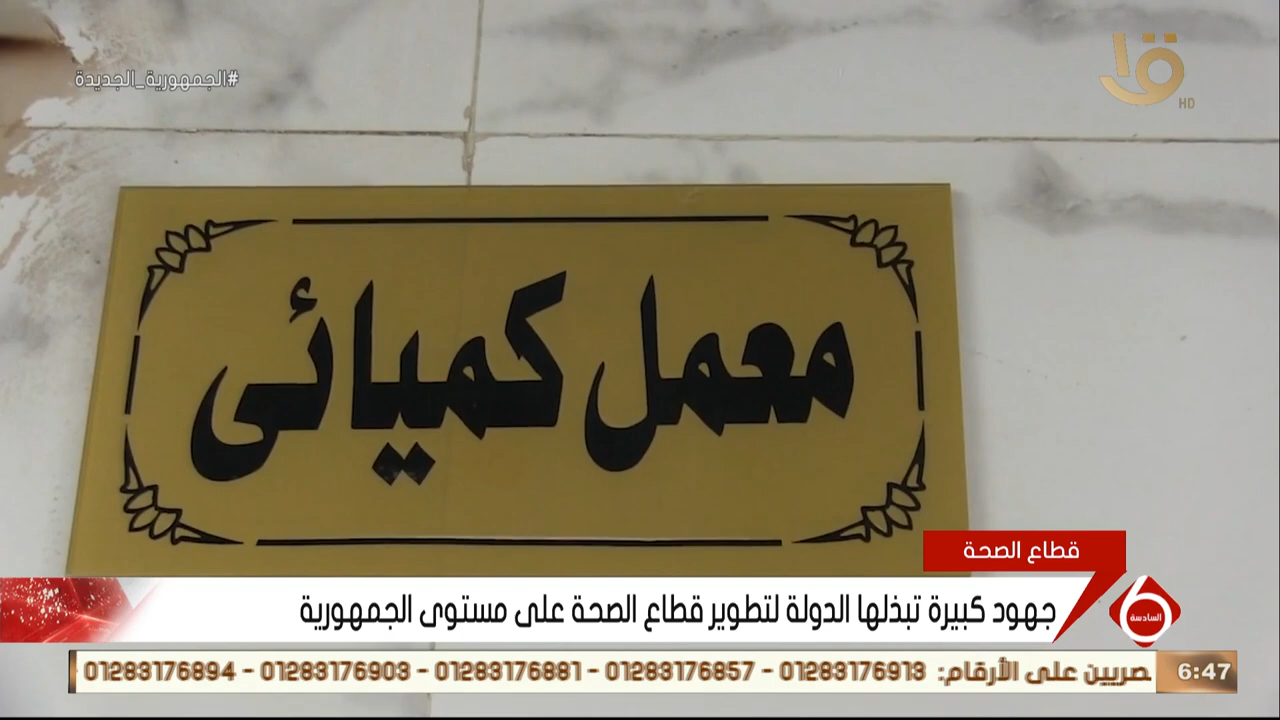 #الجمهورية_الجديدة
HD
معمل كميائى
قطاع الصحة
جهود كبيرة تبذلها الدولة لتطوير قطاع الصحة على مستوى الجمهورية
السادسة
6:47 صريين على الأرقام: 01283176913 - 01283176857 - 01283176881 - 01283176903 - 01283176894